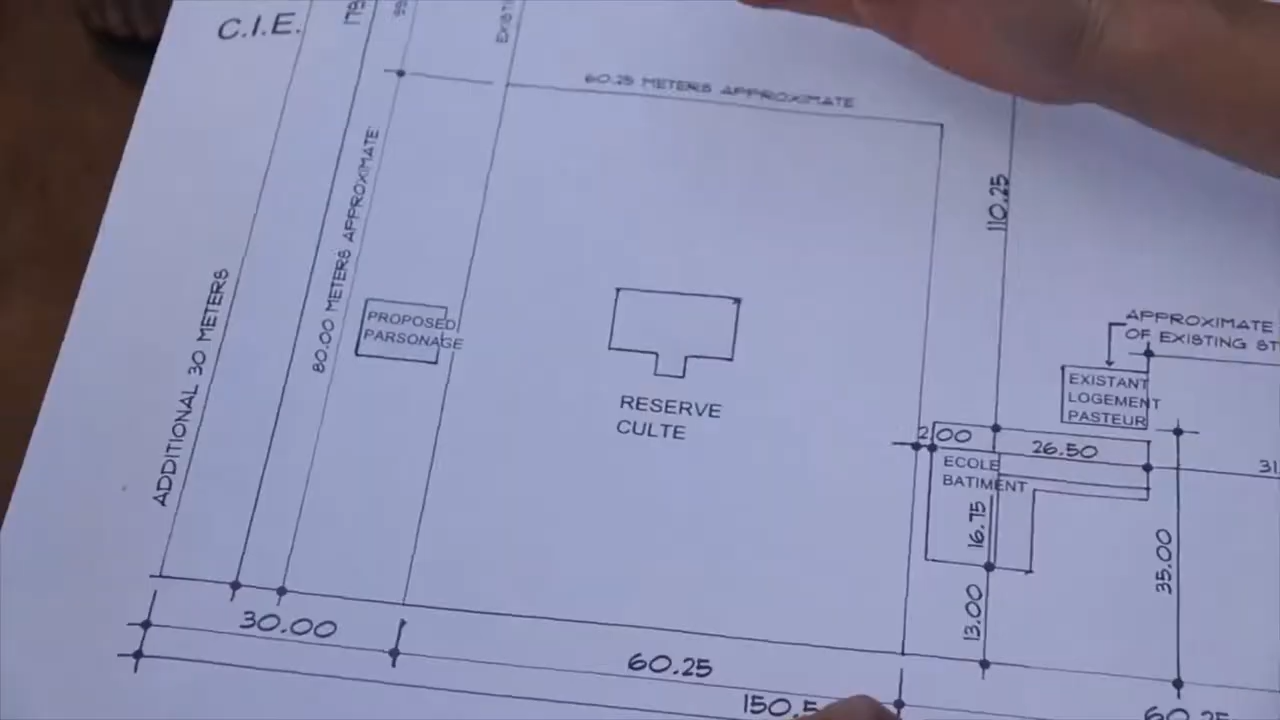 C.I.E.
60.25 METERS APPROXIMATE
80.00 METERS APPROXIMATE
ADDITIONAL 30 METERS
110.25
PROPOSED
PARSONAGE
RESERVE
CULTE
APPROXIMATE
OF EXISTING
EXISTANT
LOGEMENT
PASTEUR
2.00
26.50
ECOLE
BATIMENT
16.75
13.00
35.00
30.00
60.25
60.25